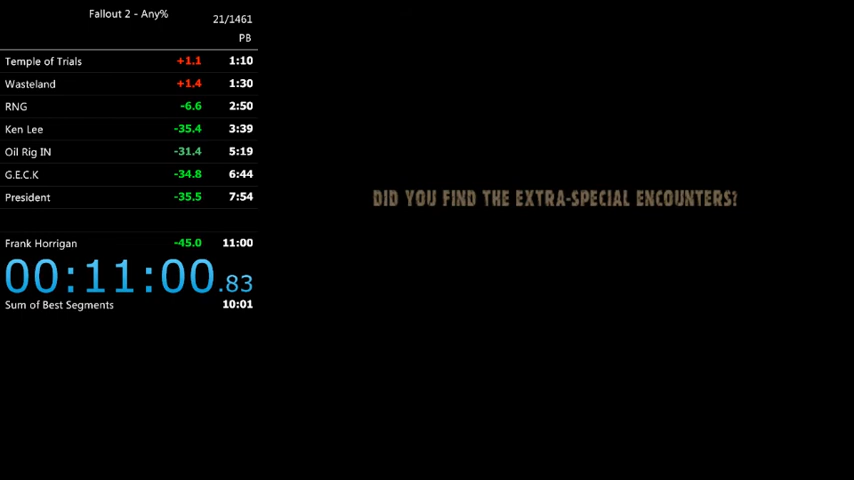 Fallout 2 - Any%
21/1461
PB
Temple of Trials +1.1 1:10
Wasteland +1.4 1:30
RNG -6.6 2:50
Ken Lee -35.4 3:39
Oil Rig IN -31.4 5:19
G.E.C.K -34.8 6:44
President -35.5 7:54
Frank Horrigan -45.0 11:00
00:11:00.83
Sum of Best Segments 10:01
DID YOU FIND THE EXTRA-SPECIAL ENCOUNTERS?